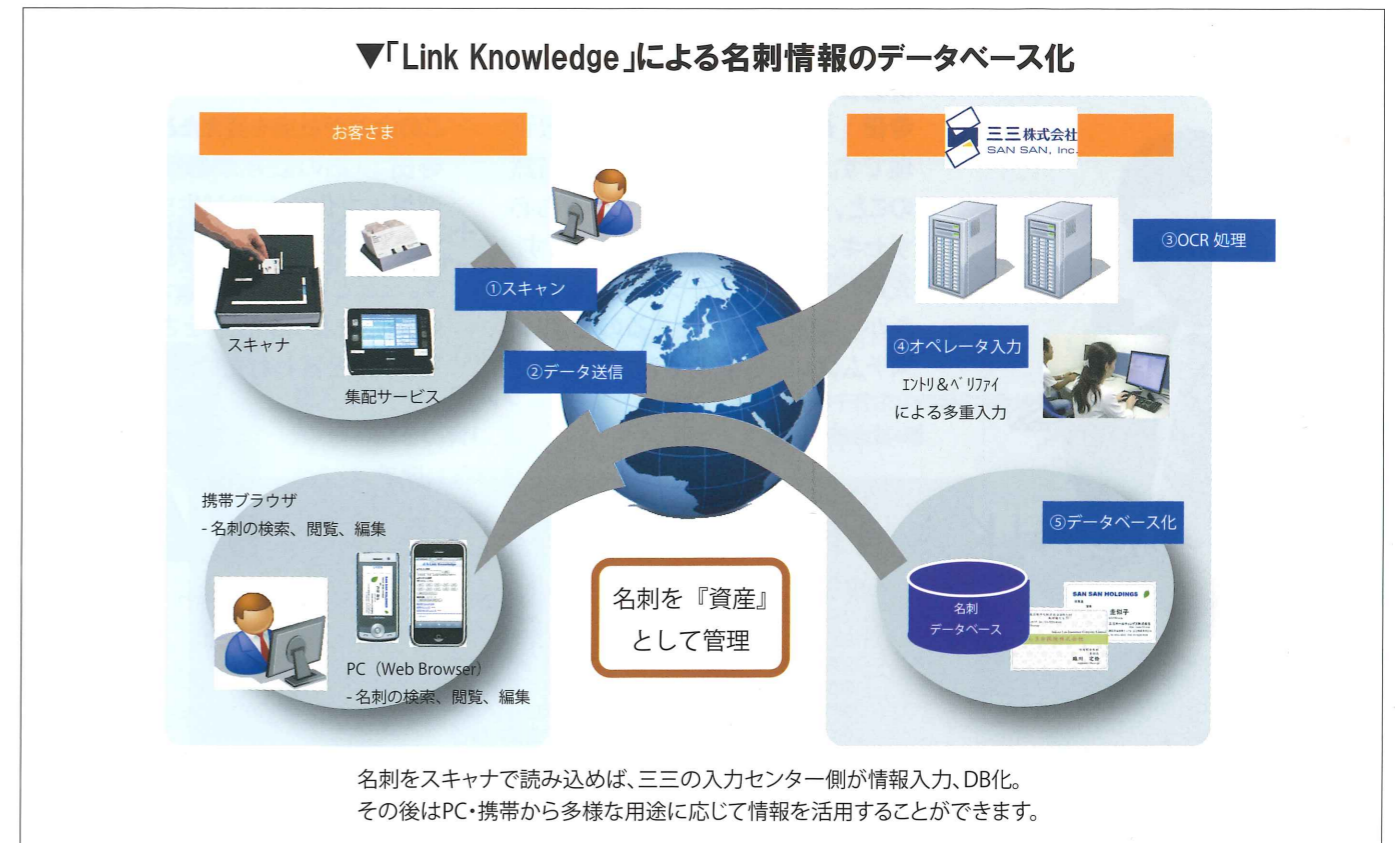 ▼「Link Knowledge」による名刺情報のデータベース化
お客さま
三三株式会社
SAN SAN, Inc.
スキャナ
集配サービス
①スキャン
②データ送信
③OCR 処理
④オペレータ入力
ｴﾝﾄﾘ&ﾍﾞﾘﾌｧｲ
による多重入力
携帯ブラウザ
- 名刺の検索、閲覧、編集
PC（Web Browser）
- 名刺の検索、閲覧、編集
名刺を『資産』
として管理
⑤データベース化
名刺
データベース
SAN SAN HOLDINGS
名刺をスキャナで読み込めば、三三の入力センター側が情報入力、DB化。
その後はPC・携帯から多様な用途に応じて情報を活用することができます。